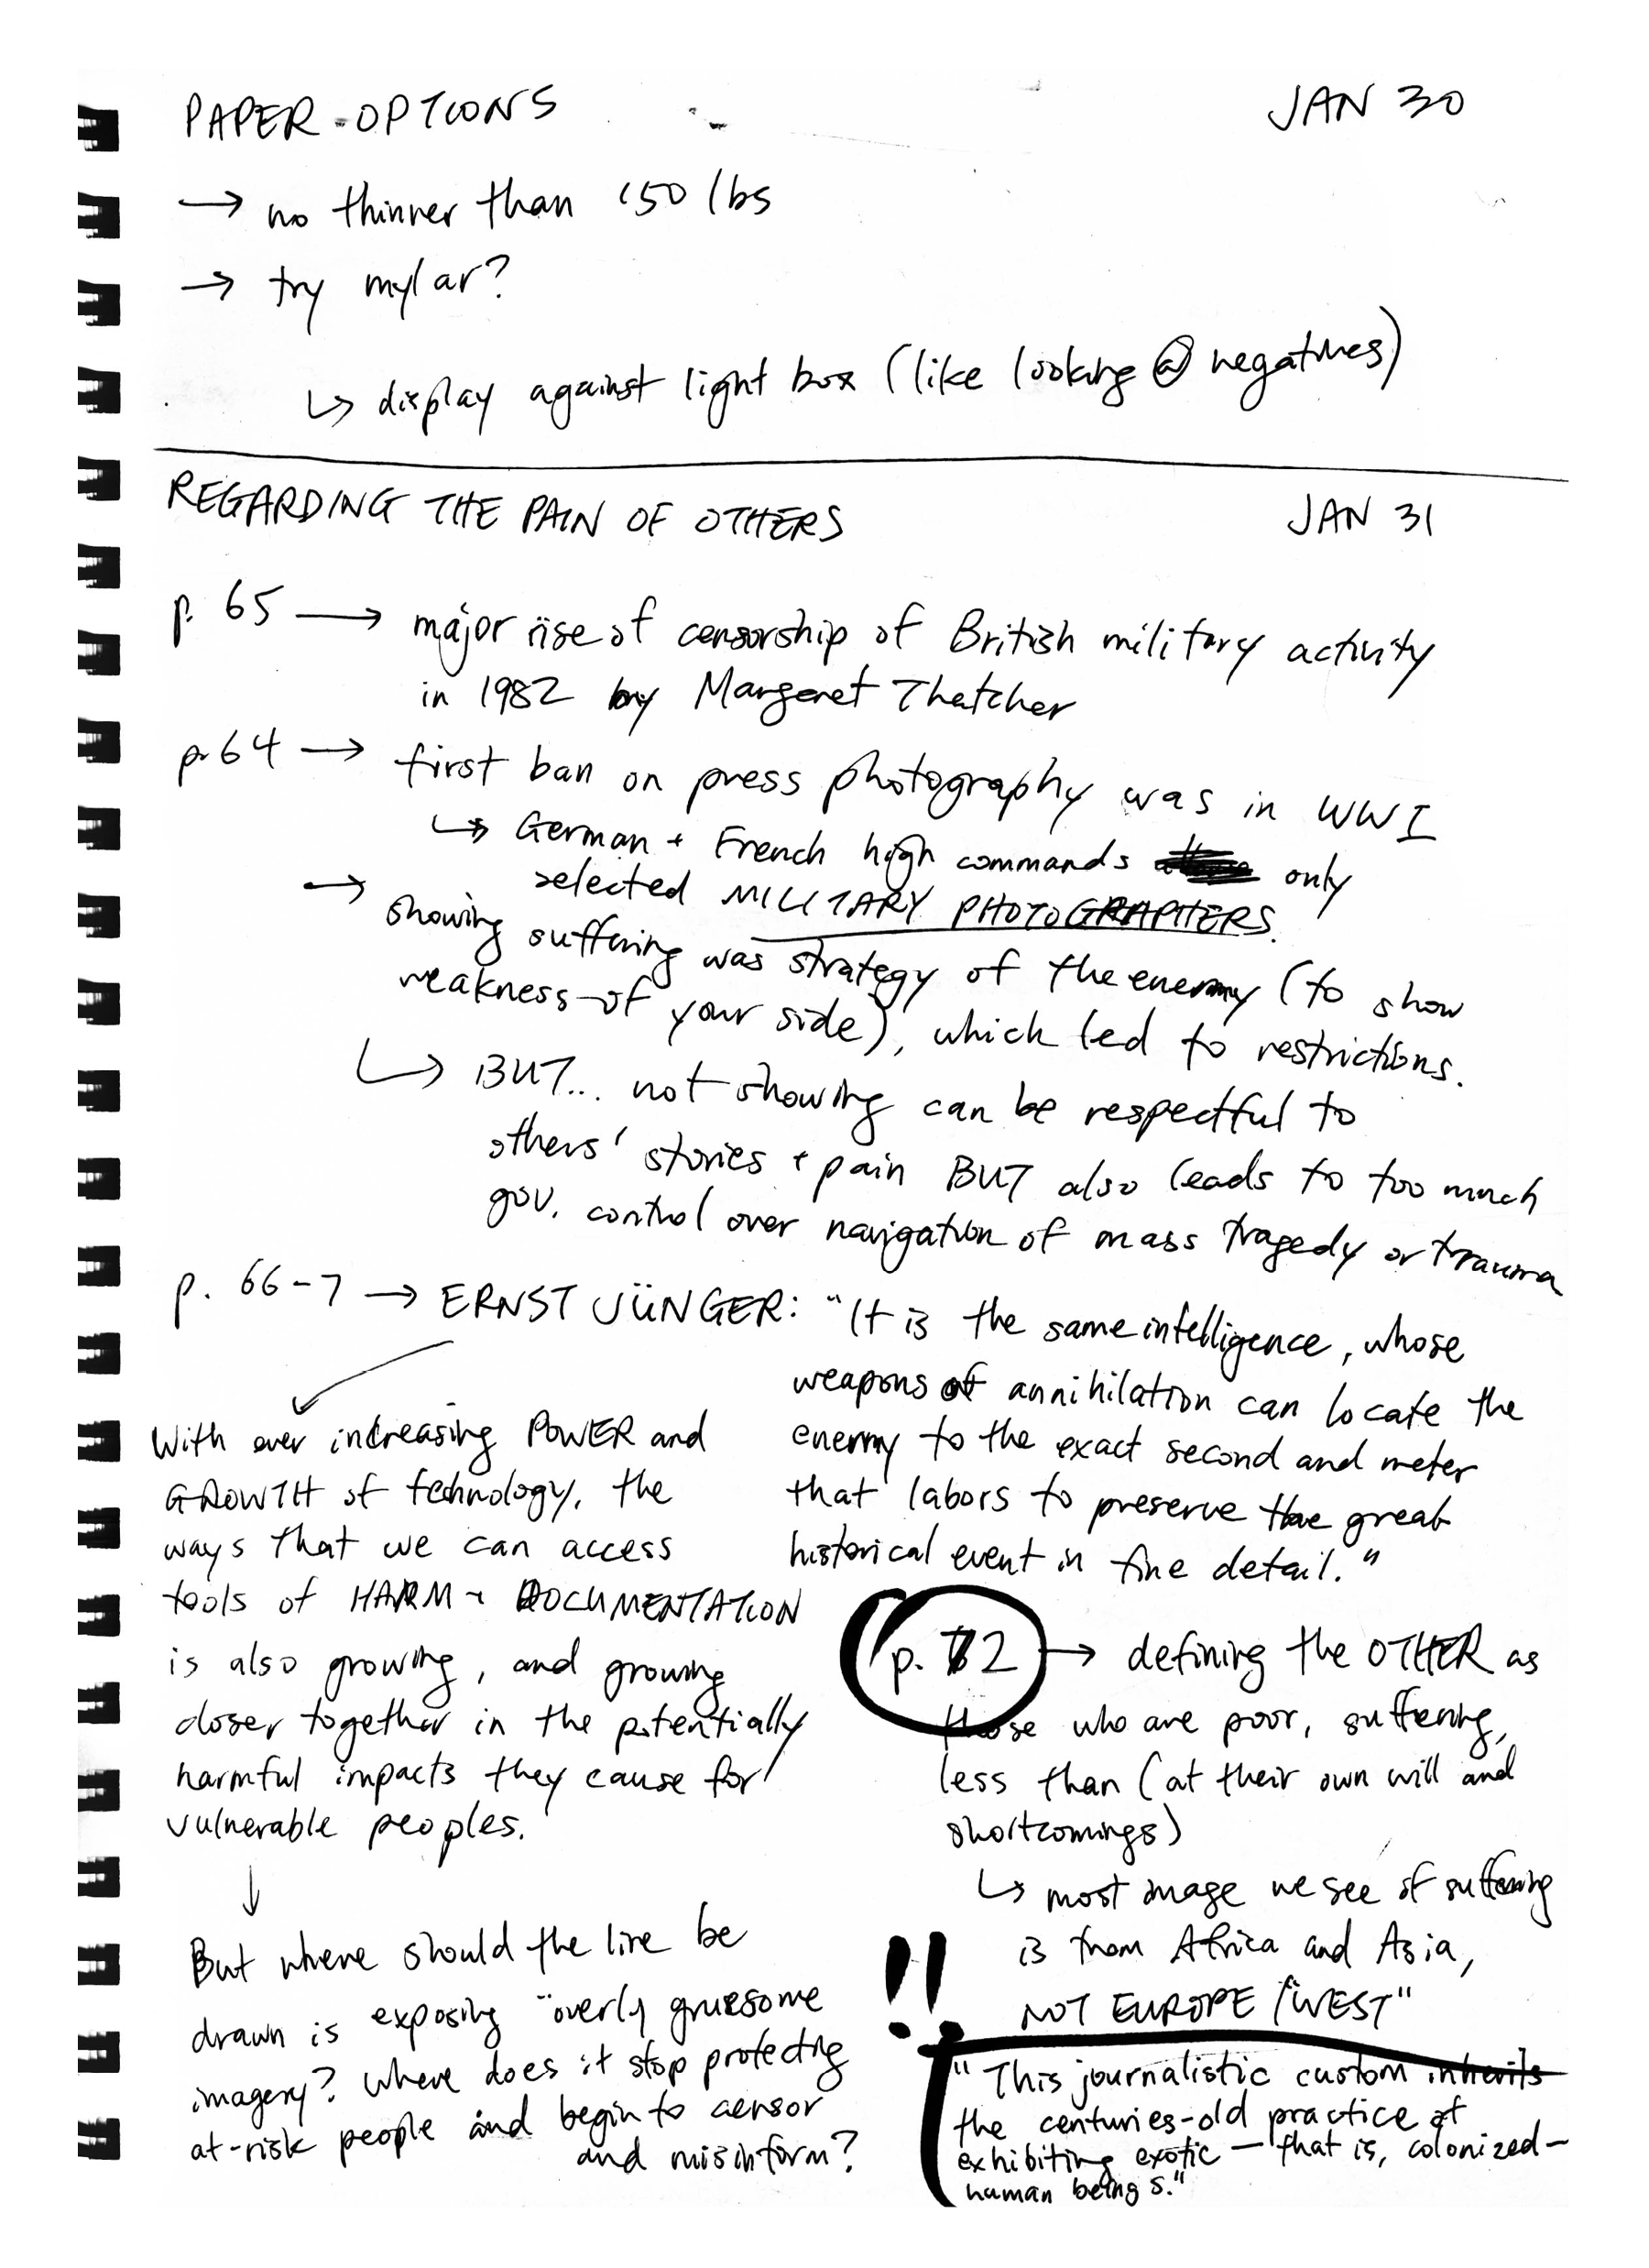 PAPER-OPTIONS JAN 30
→ no thinner than 150 lbs
→ try mylar?
↳ display against light box (like looking @ negatives)
REGARDING THE PAIN OF OTHERS JAN 31
p. 65 → major rise of censorship of British military activity
in 1982 by Margaret Thatcher
p. 64 → first ban on press photography was in WWI
↳ German + French high commands only
selected MILITARY PHOTOGRAPHERS.
→ showing suffering was strategy of the enemy (to show
weakness of your side), which led to restrictions.
↳ BUT... not showing can be respectful to
others' stories + pain BUT also leads to too much
gov. control over navigation of mass tragedy or trauma
p. 66-7 → ERNST JÜNGER: "It is the same intelligence, whose
weapons of annihilation can locate the
enemy to the exact second and meter
that labors to preserve the great
historical event in fine detail."
With ever increasing POWER and
GROWTH of technology, the
ways that we can access
tools of HARM + DOCUMENTATION
is also growing, and growing
closer together in the potentially
harmful impacts they cause for
vulnerable peoples.
↓
But where should the line be
drawn is exposing "overly gruesome
imagery? Where does it stop protecting
at-risk people and begin to censor
and misinform?
p. 72 → defining the OTHER as
those who are poor, suffering,
less than (at their own will and
shortcomings)
↳ most image we see of suffering
is from Africa and Asia,
NOT EUROPE/"WEST"
!! "This journalistic custom inherits
the centuries-old practice of
exhibiting exotic — that is, colonized—
human beings."